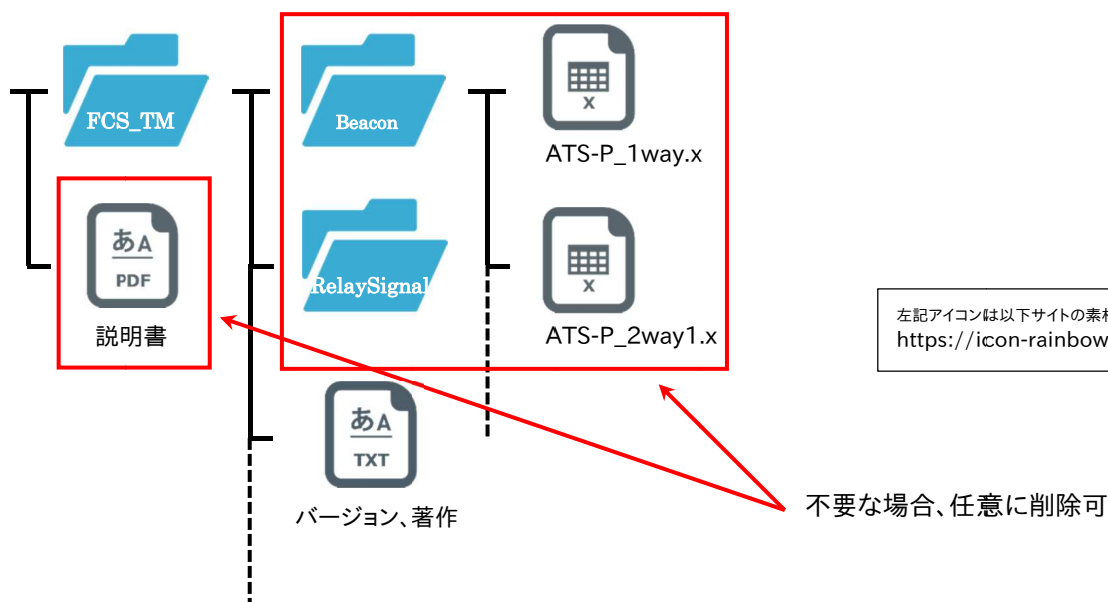 FCS_TM
Beacon
X
ATS-P_1way.x
あA
PDF
説明書
RelaySignal
X
ATS-P_2way1.x
左記アイコンは以下サイトの素
https://icon-rainbow
あA
TXT
バージョン、著作
不要な場合、任意に削除可